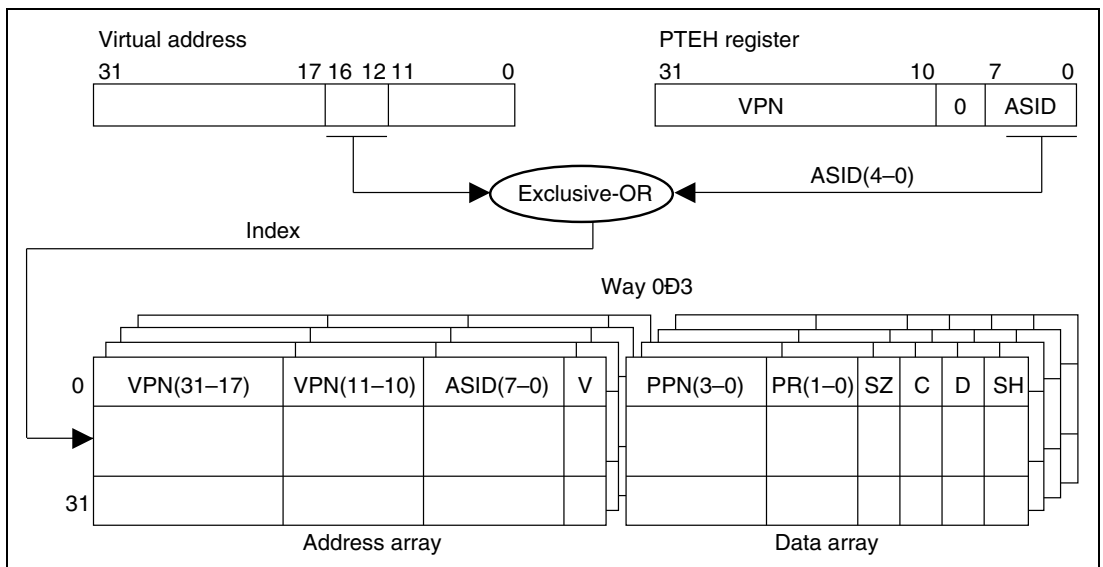 Virtual address
PTEH register
31 17 16 12 11 0
31 10 7 0
VPN 0 ASID
ASID(4–0)
Exclusive-OR
Index
Way 0Ð3
0 VPN(31–17) VPN(11–10) ASID(7–0) V PPN(3–0) PR(1–0) SZ C D SH
31
Address array
Data array